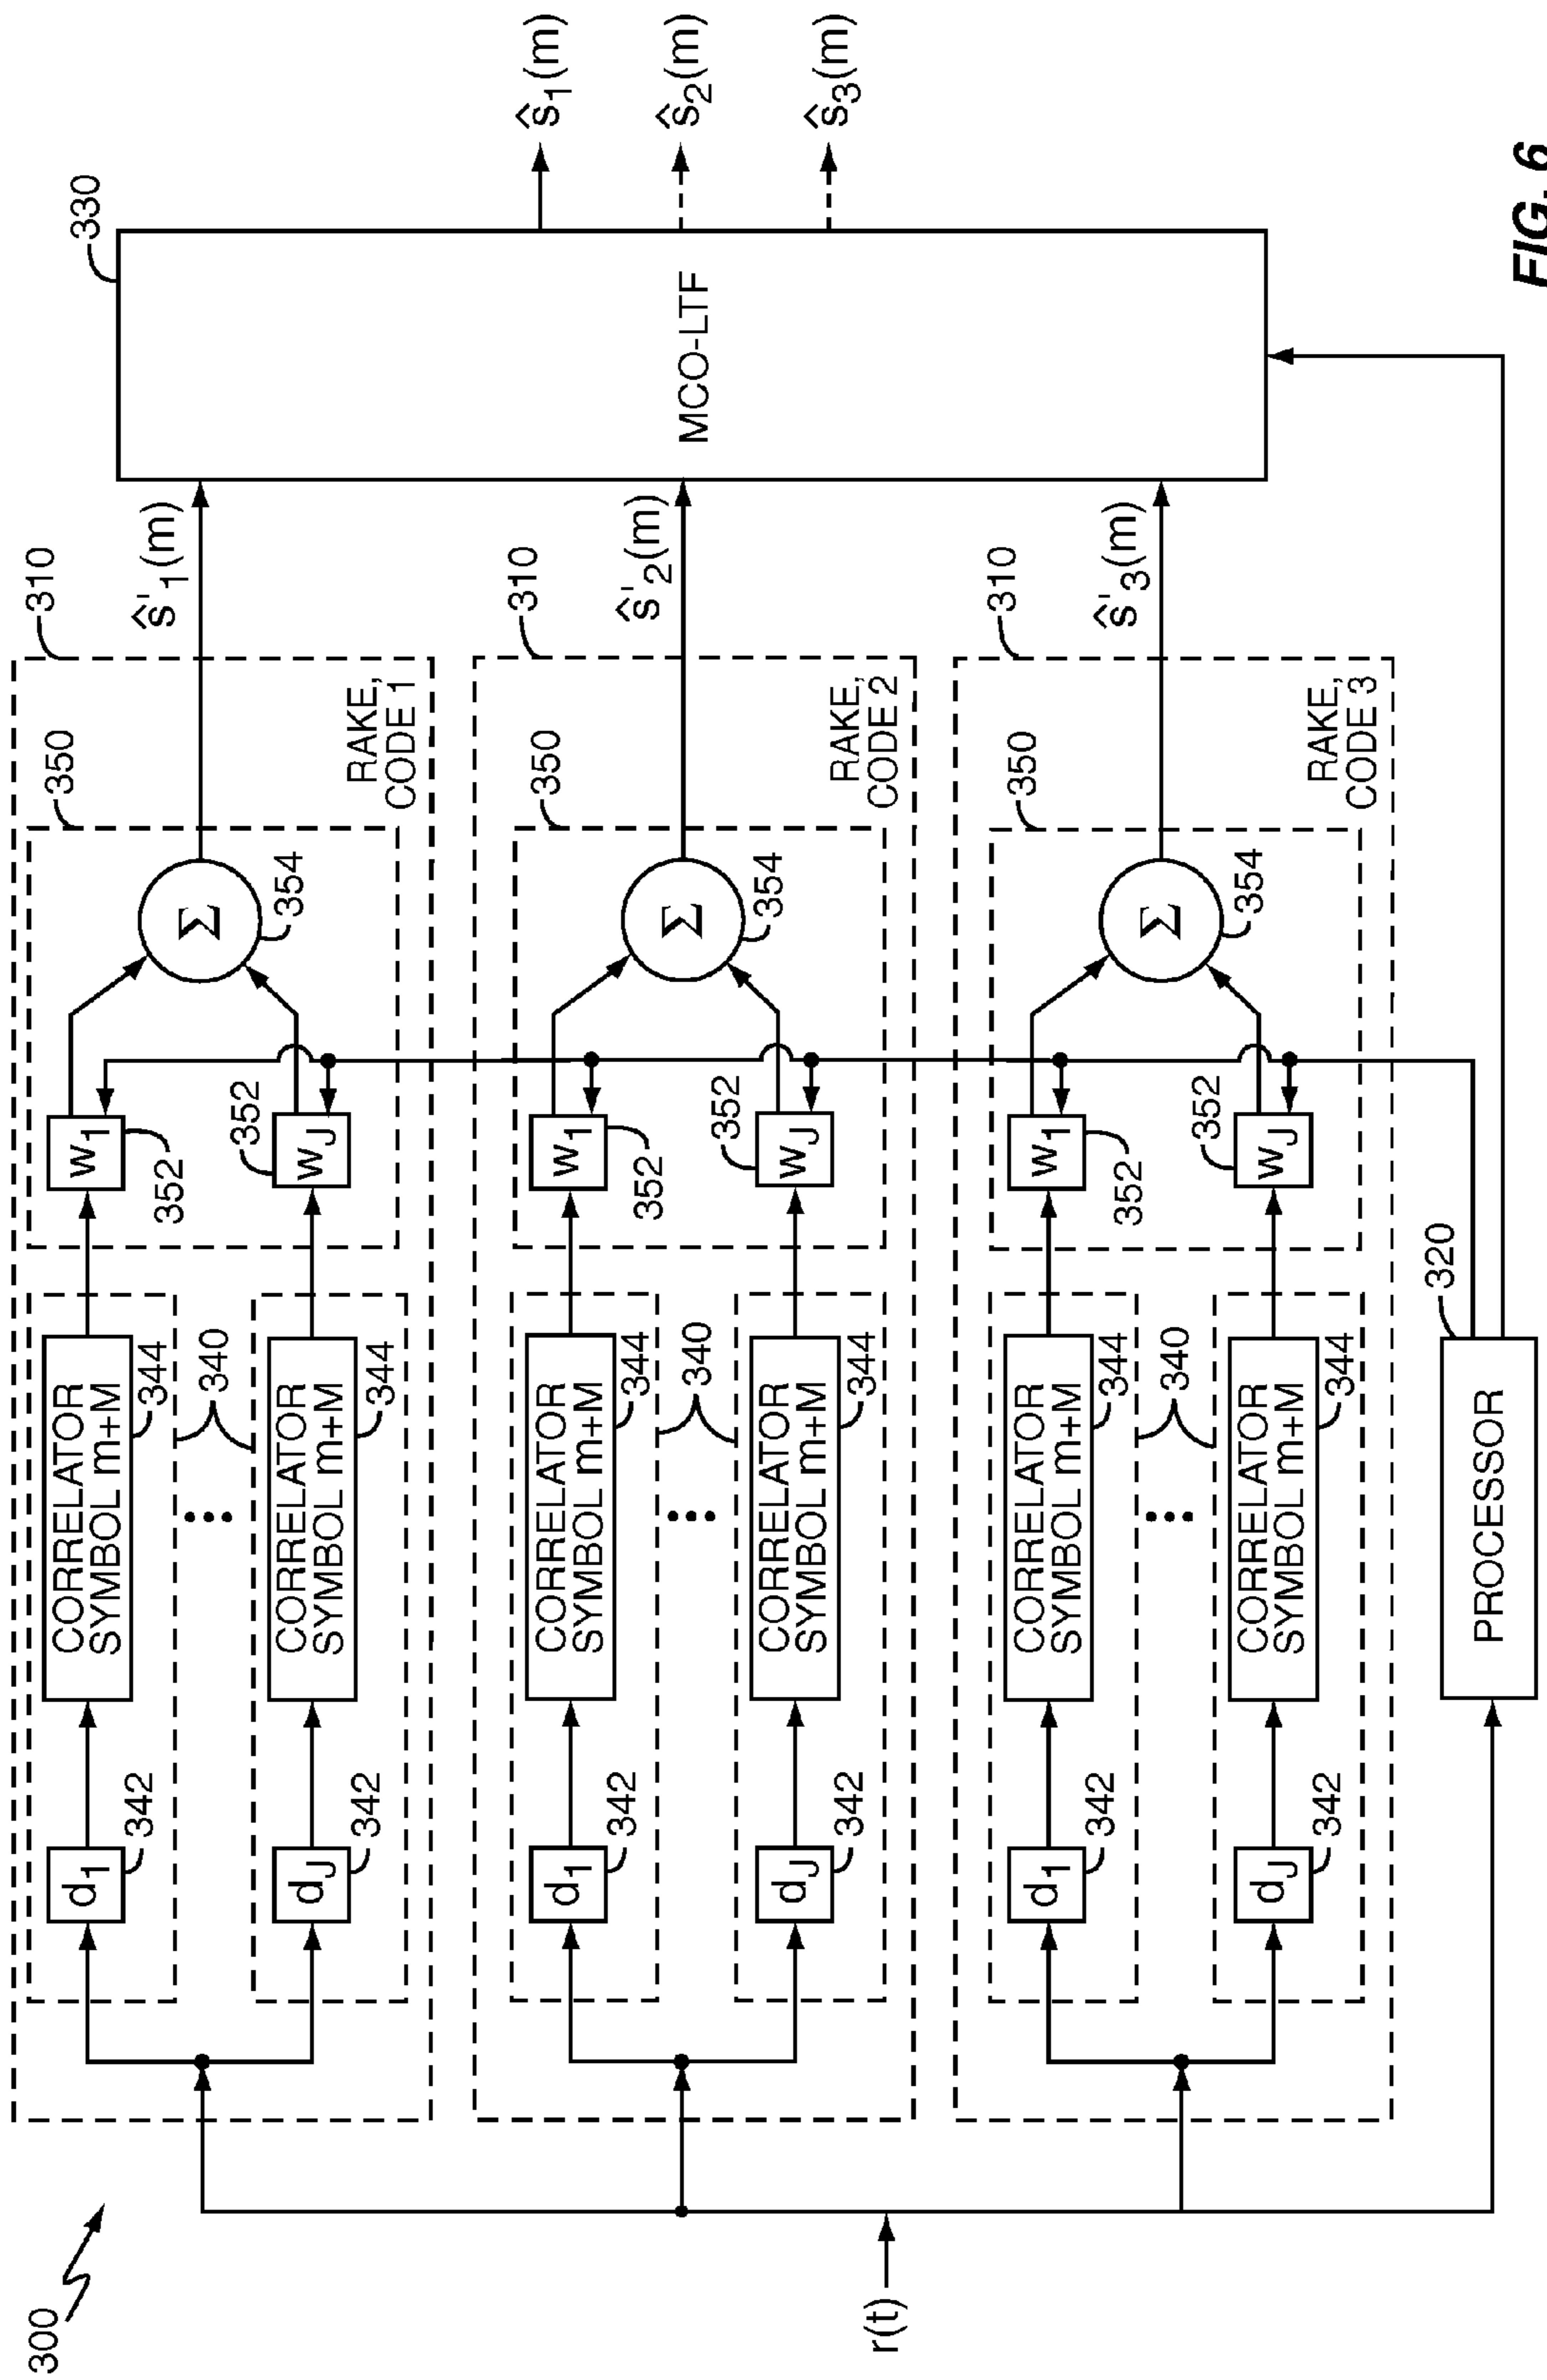 300
r(t)
d1
342
CORRELATOR
SYMBOL m+M
344
340
...
dJ
342
CORRELATOR
SYMBOL m+M
344
w1
352
352
wJ
350
Σ
354
RAKE,
CODE 1
310
ŝ'1(m)
d1
342
CORRELATOR
SYMBOL m+M
344
340
...
dJ
342
CORRELATOR
SYMBOL m+M
344
w1
352
352
wJ
350
Σ
354
RAKE,
CODE 2
310
ŝ'2(m)
d1
342
CORRELATOR
SYMBOL m+M
344
340
...
dJ
342
CORRELATOR
SYMBOL m+M
344
w1
352
352
wJ
350
Σ
354
RAKE,
CODE 3
310
ŝ'3(m)
PROCESSOR
320
330
MCO-LTF
ŝ1(m)
ŝ2(m)
ŝ3(m)
FIG. 6